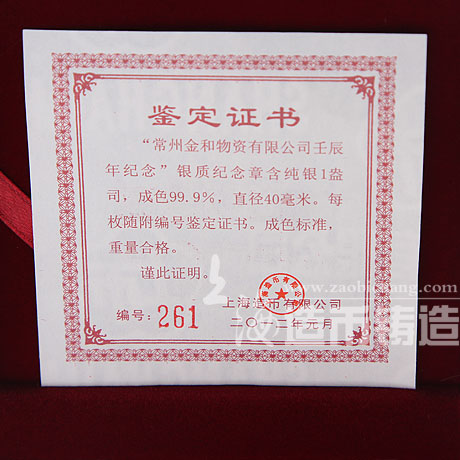 鉴定证书
“常州金和物资有限公司壬辰
年纪念”银质纪念章含纯银1盎
司，成色99.9%，直径40毫米。每
枚随附编号鉴定证书。成色标准，
重量合格。
谨此证明。
上海造币有限公司
编号：261
二〇一二年元月
www.zaobishang.com
上海造币铸造